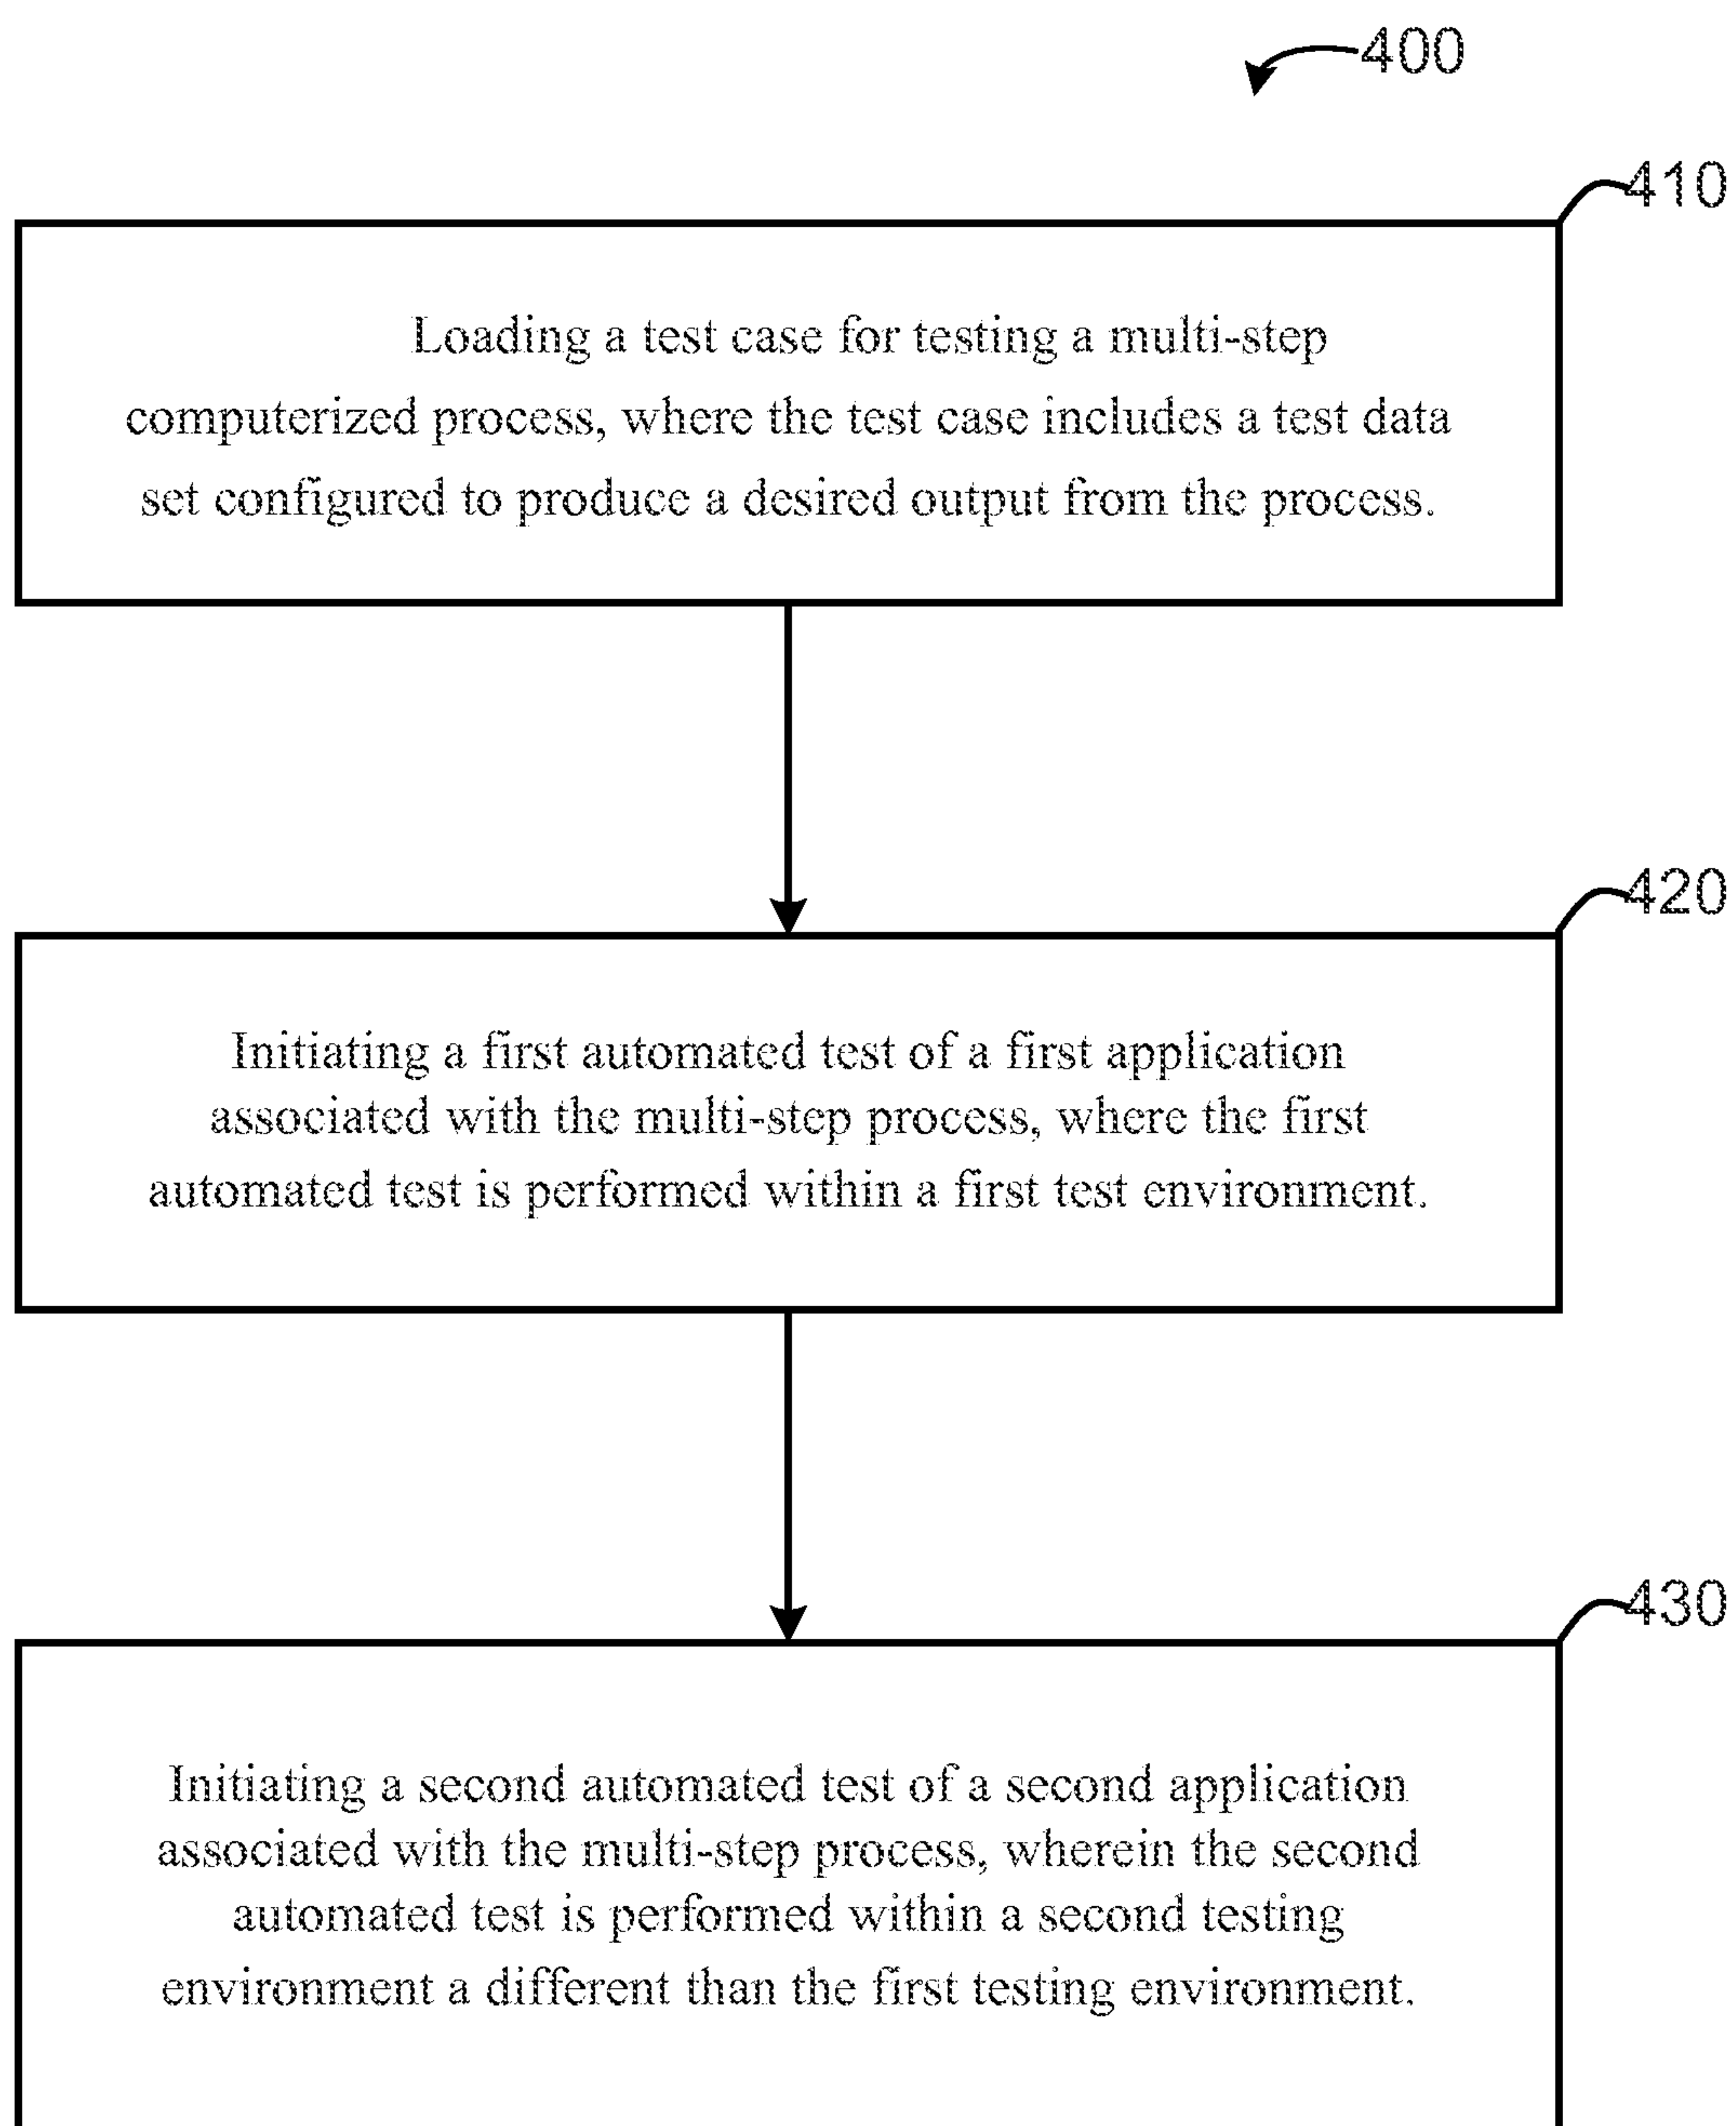 400
410
Loading a test case for testing a multi-step
computerized process, where the test case includes a test data
set configured to produce a desired output from the process.
420
Initiating a first automated test of a first application
associated with the multi-step process, where the first
automated test is performed within a first test environment.
430
Initiating a second automated test of a second application
associated with the multi-step process, wherein the second
automated test is performed within a second testing
environment a different than the first testing environment.